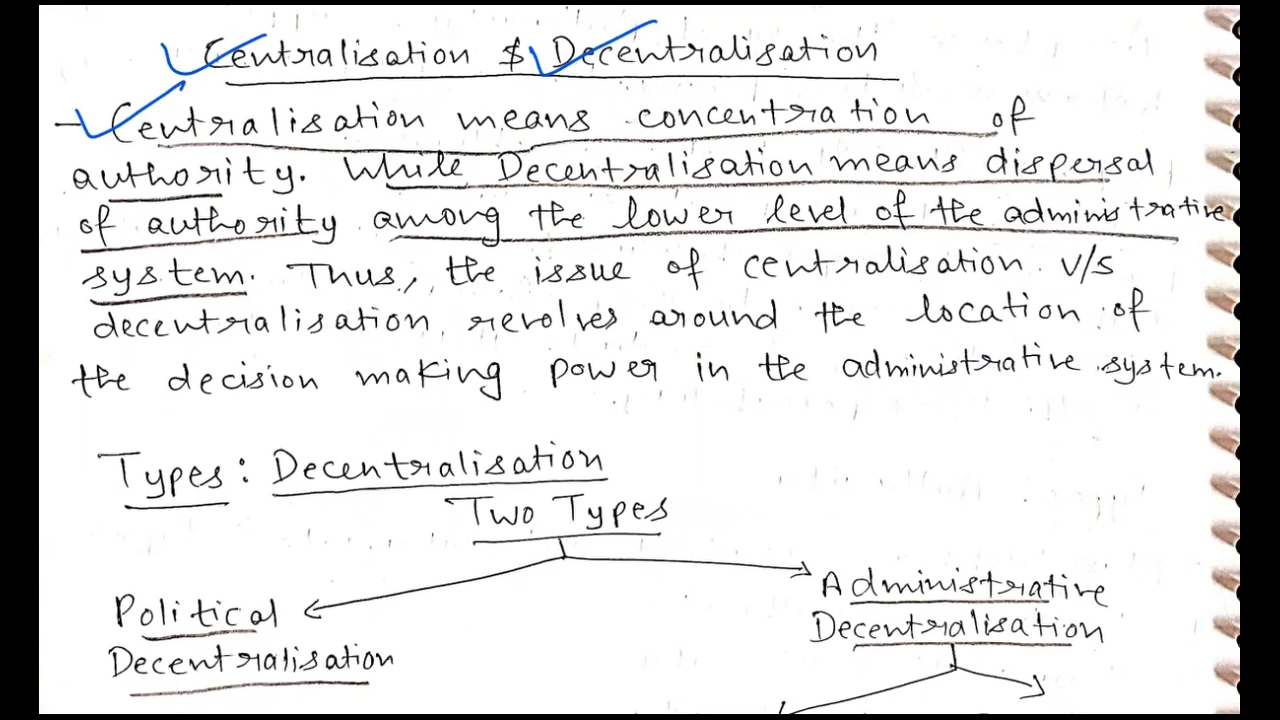 Centralisation & Decentralisation
- Centralisation means concentration of
authority. While Decentralisation means dispersal
of authority among the lower level of the administrative
system. Thus, the issue of centralisation v/s
decentralisation, revolves around the location of
the decision making power in the administrative system.
Types: Decentralisation
Two Types
Political
Decentralisation
Administrative
Decentralisation